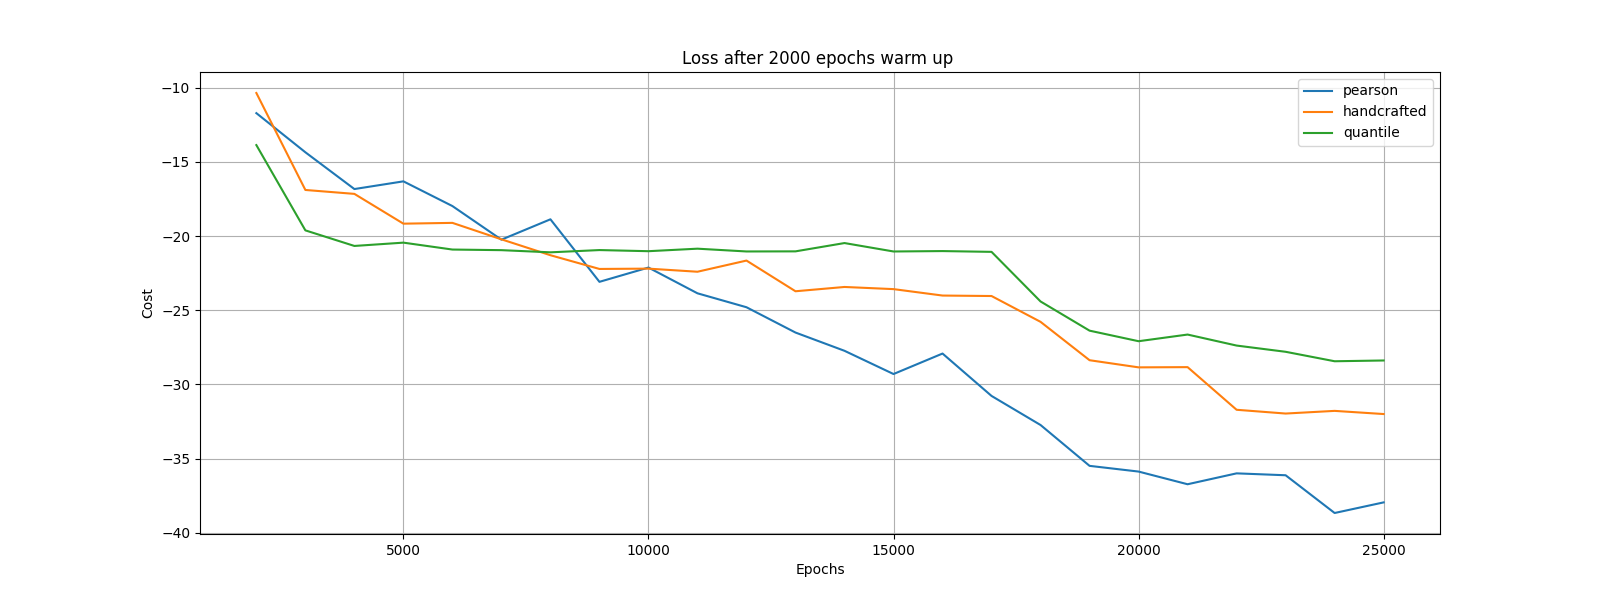 Loss after 2000 epochs warm up
pearson
handcrafted
quantile
Cost
−10
−15
−20
−25
−30
−35
−40
5000
10000
15000
20000
25000
Epochs